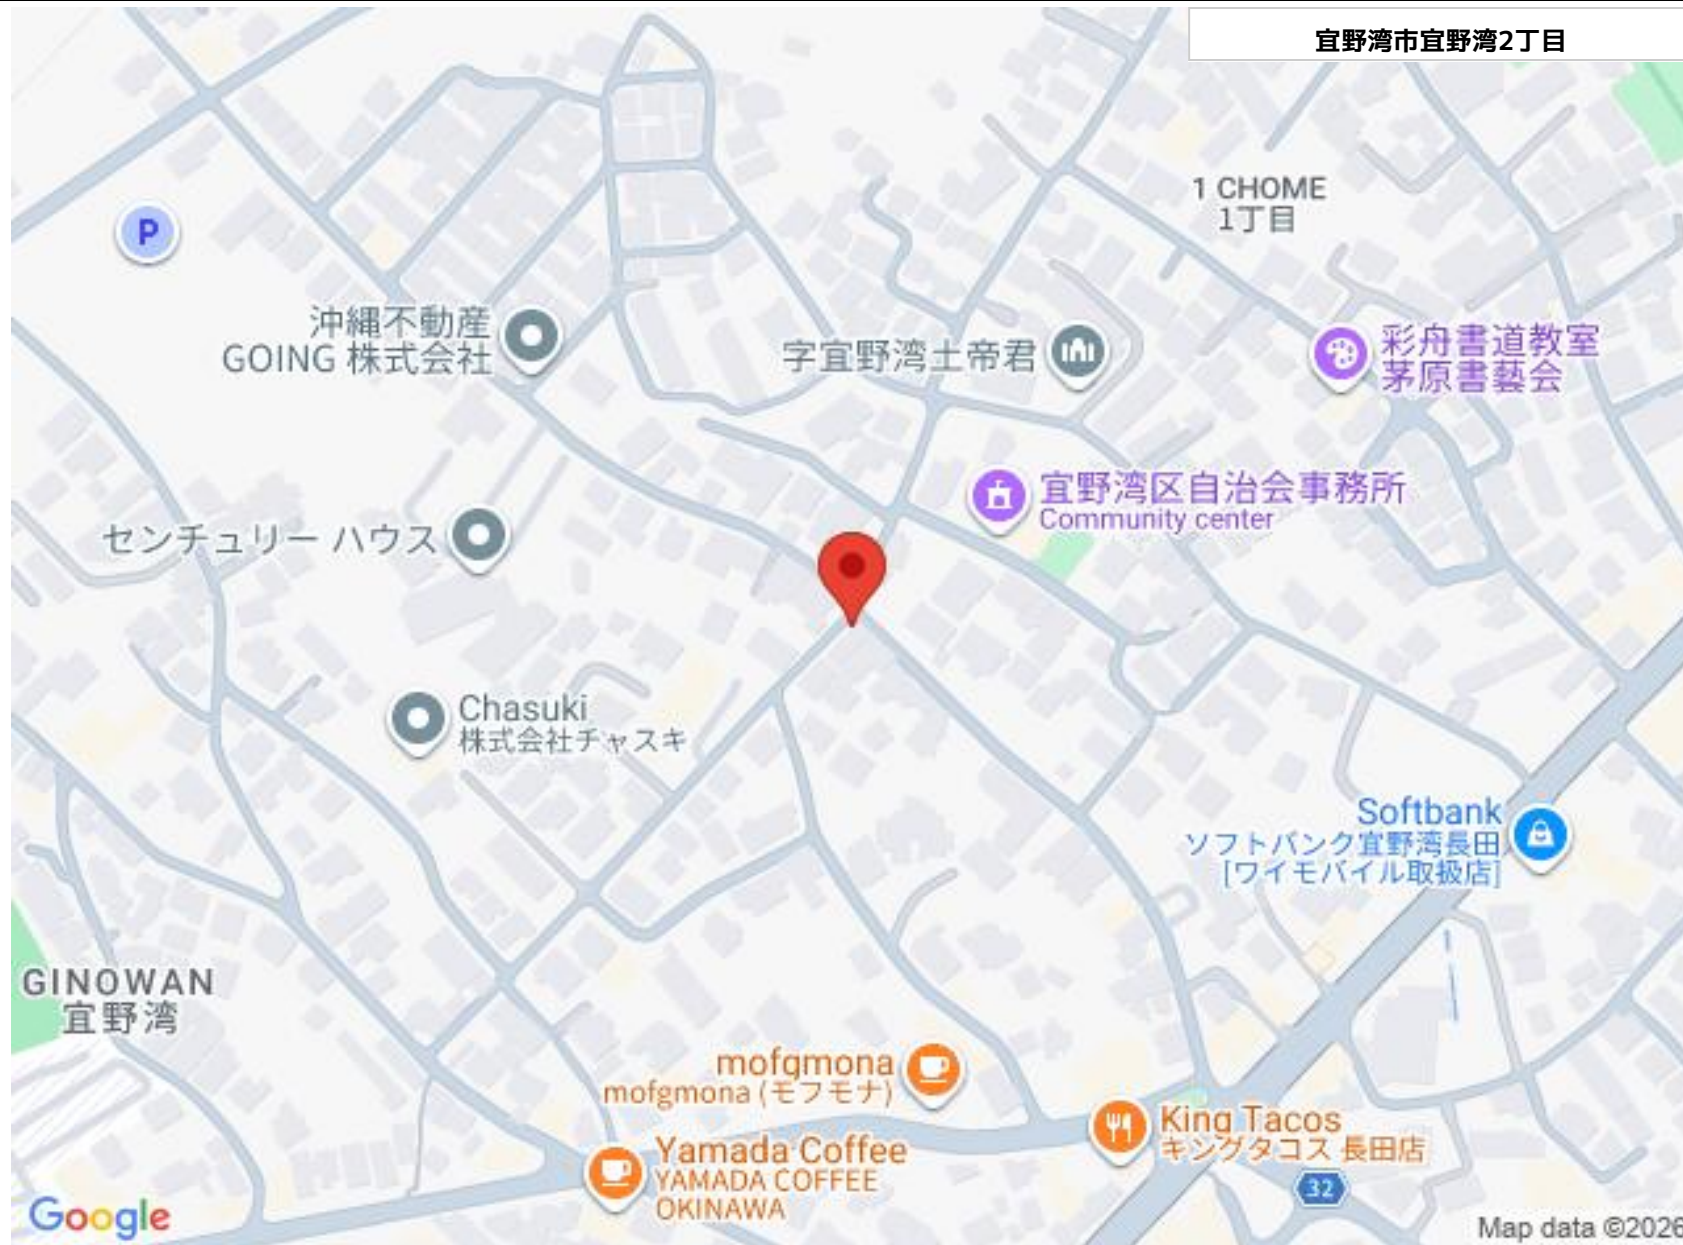 宜野湾市宜野湾2丁目
1 CHOME
1丁目
P
沖縄不動産
GOING 株式会社
字宜野湾土帝君
彩舟書道教室
茅原書藝会
宜野湾区自治会事務所
Community center
センチュリー ハウス
Chasuki
株式会社チャスキ
Softbank
ソフトバンク宜野湾長田
[ワイモバイル取扱店]
GINOWAN
宜野湾
mofgmona
mofgmona (モフモナ)
King Tacos
キングタコス 長田店
Yamada Coffee
YAMADA COFFEE
OKINAWA
32
Google
Map data ©2026